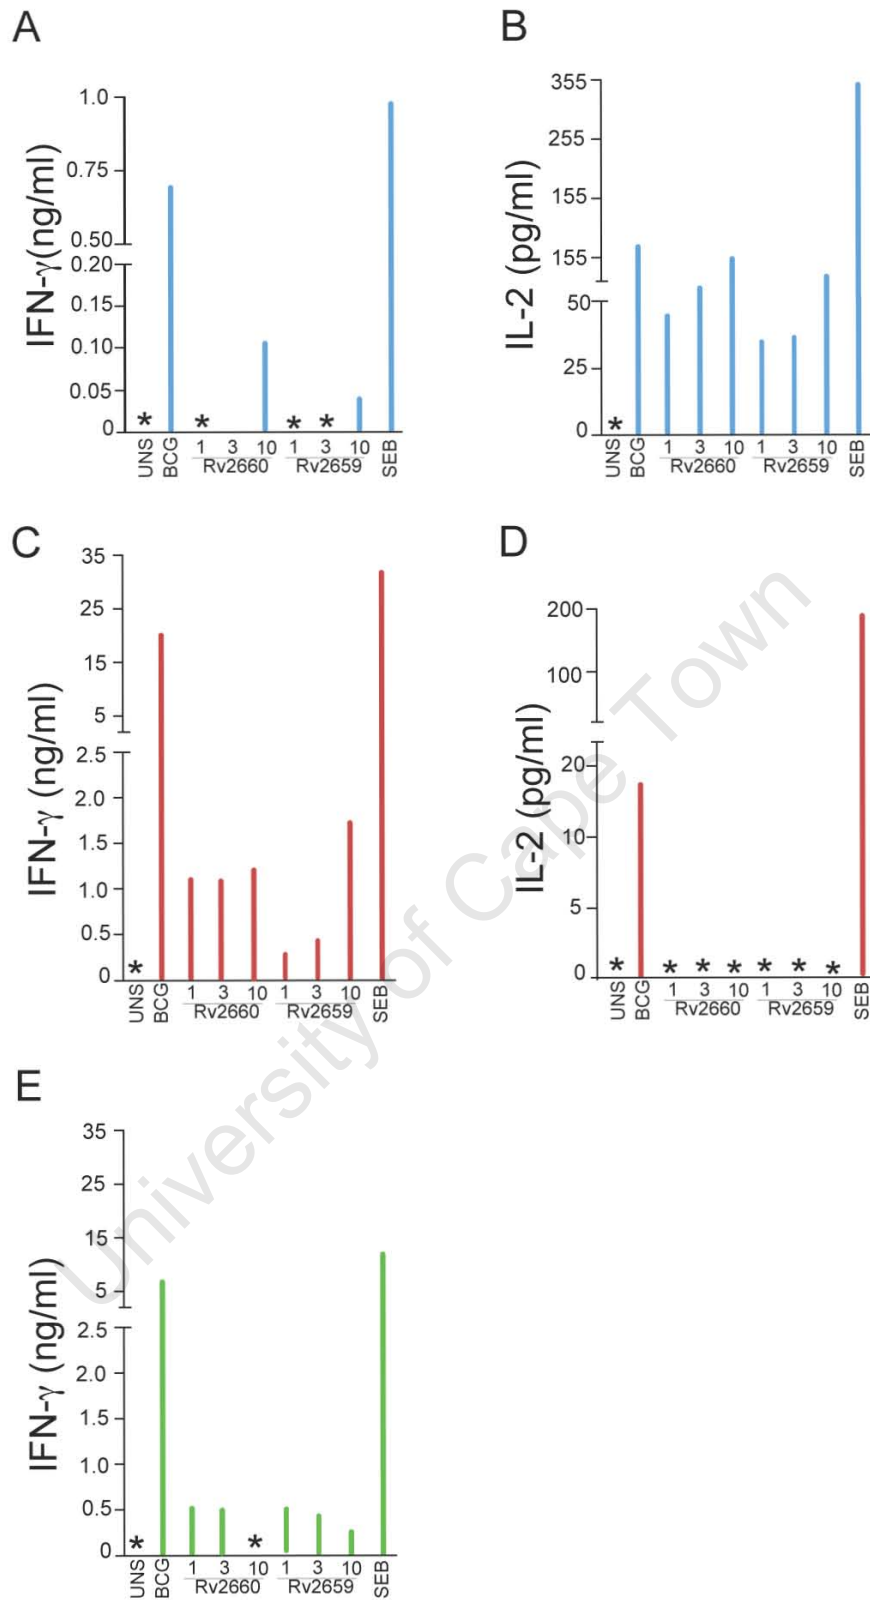 A
IFN-γ(ng/ml)
1.0
0.75
0.50
0.20
0.15
0.10
0.05
0
* * * *
UNS BCG 1 3 10 1 3 10 SEB
Rv2660 Rv2659
B
IL-2 (pg/ml)
355
255
155
155
50
25
0
*
UNS BCG 1 3 10 1 3 10 SEB
Rv2660 Rv2659
C
IFN-γ (ng/ml)
35
25
15
5
2.5
2.0
1.5
1.0
0.5
0
*
UNS BCG 1 3 10 1 3 10 SEB
Rv2660 Rv2659
D
IL-2 (pg/ml)
200
100
20
10
5
0
* * * * * * *
UNS BCG 1 3 10 1 3 10 SEB
Rv2660 Rv2659
E
IFN-γ (ng/ml)
35
25
15
5
2.5
2.0
1.5
1.0
0.5
0
* *
UNS BCG 1 3 10 1 3 10 SEB
Rv2660 Rv2659
University of Cape Town